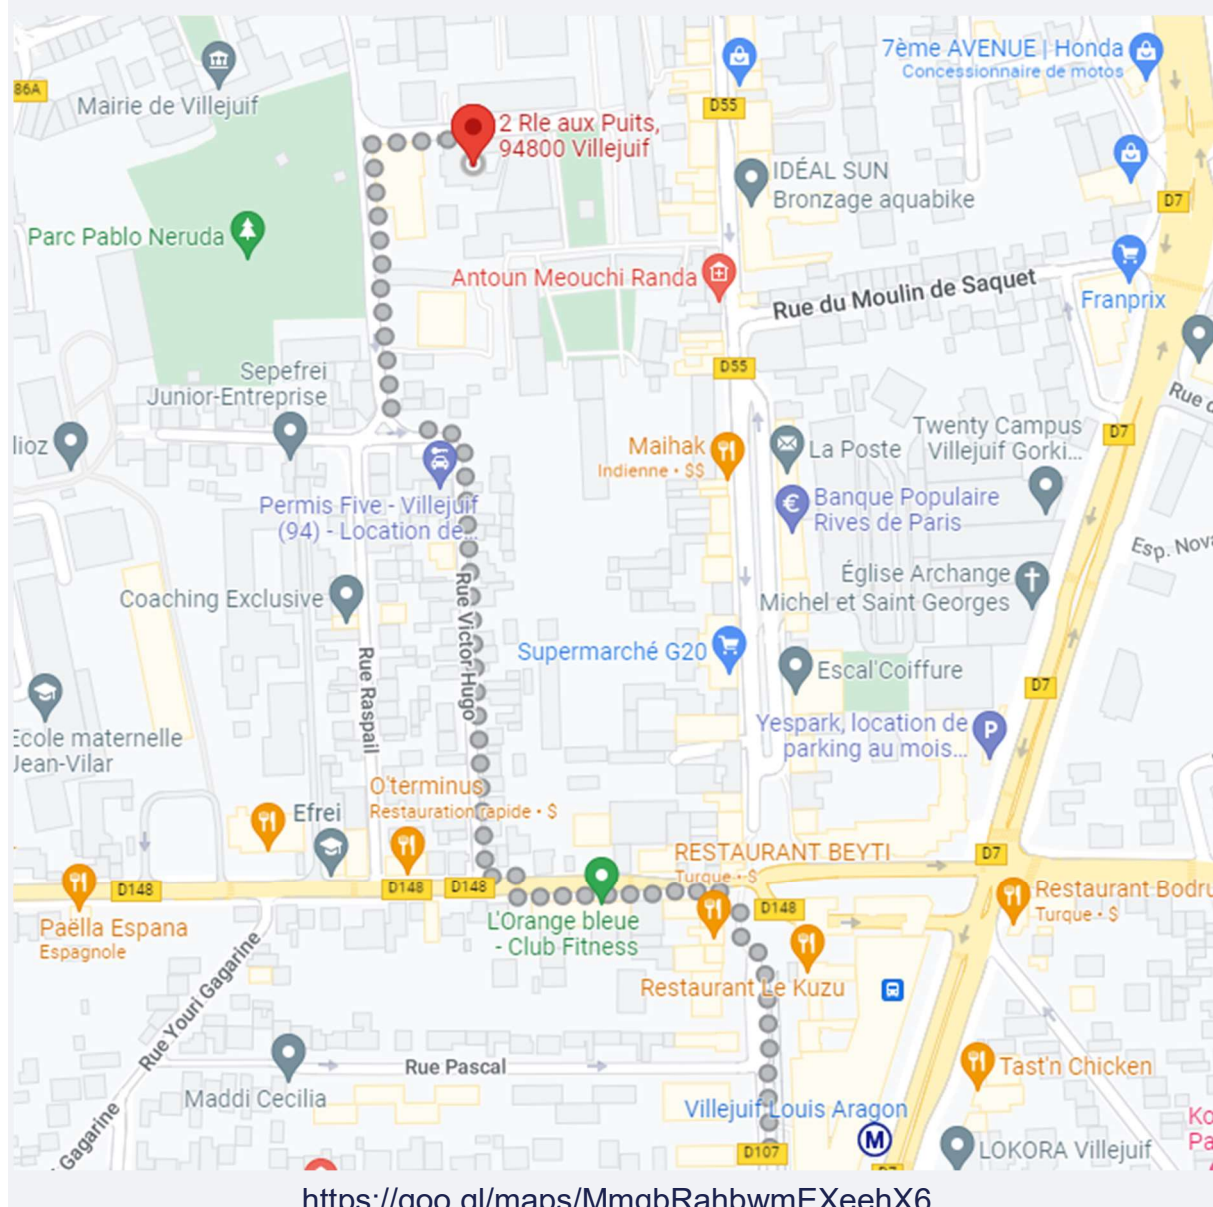 7ème AVENUE | Honda
Concessionnaire de motos
86A
Mairie de Villejuif
D55
2 Rle aux Puits,
94800 Villejuif
IDÉAL SUN
Bronzage aquabike
D7
Parc Pablo Neruda
Antoun Meouchi Randa
Rue du Moulin de Saquet
Franprix
D55
Sepefrei
Junior-Entreprise
Rue
lioz
Maihak
Indienne • $$
La Poste
Twenty Campus
Villejuif Gorki...
D7
Permis Five - Villejuif
(94) - Location de...
Banque Populaire
Rives de Paris
Esp. Nova
Coaching Exclusive
Rue Victor Hugo
Église Archange
Michel et Saint Georges
Supermarché G20
Escal'Coiffure
Rue Raspail
D7
Ecole maternelle
Jean-Vilar
Yespark, location de
parking au mois...
O'terminus
Restauration rapide • $
Efrei
RESTAURANT BEYTI
Turque • $
D7
D148
D148
D148
D148
Restaurant Bodru
Turque • $
Paëlla Espana
Espagnole
L'Orange bleue
- Club Fitness
Rue Youri Gagarine
Restaurant Le Kuzu
Rue Pascal
Tast'n Chicken
Maddi Cecilia
Villejuif Louis Aragon
M
Gagarine
D107
LOKORA Villejuif
Ko
Pa
D7
https://goo.gl/maps/MmgbRahbwmEXeehX6